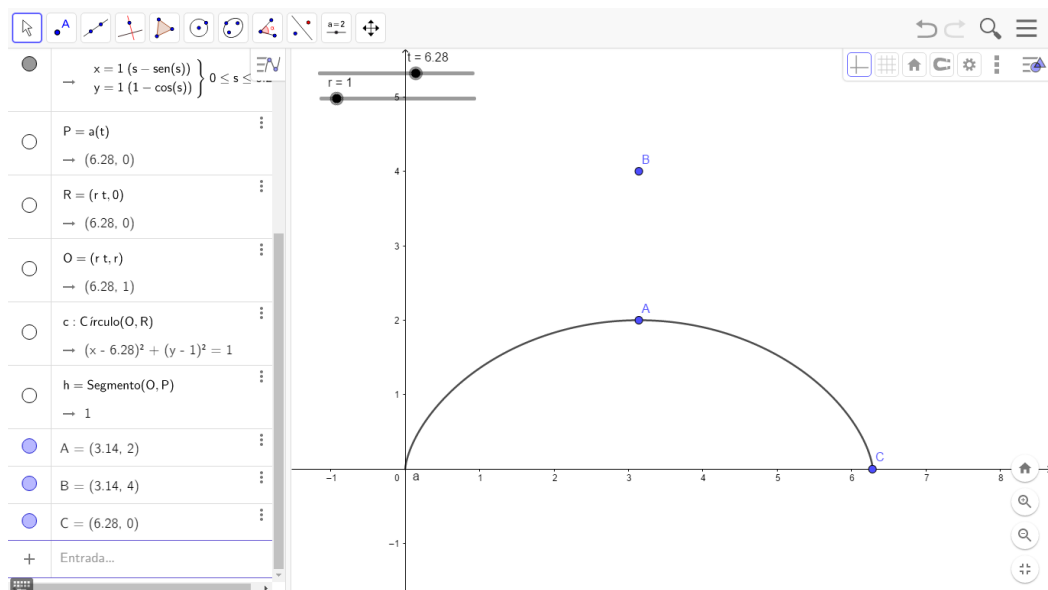 A
a=2
x = 1 (s − sen(s))
→ } 0 ≤ s ≤
y = 1 (1 − cos(s))
P = a(t)
→ (6.28, 0)
R = (r t, 0)
→ (6.28, 0)
O = (r t, r)
→ (6.28, 1)
c : Círculo(O, R)
→ (x - 6.28)² + (y - 1)² = 1
h = Segmento(O, P)
→ 1
A = (3.14, 2)
B = (3.14, 4)
C = (6.28, 0)
+ Entrada...
t = 6.28
r = 1
5
4
3
2
1
−1
B
A
C
a
−1 0 1 2 3 4 5 6 7 8